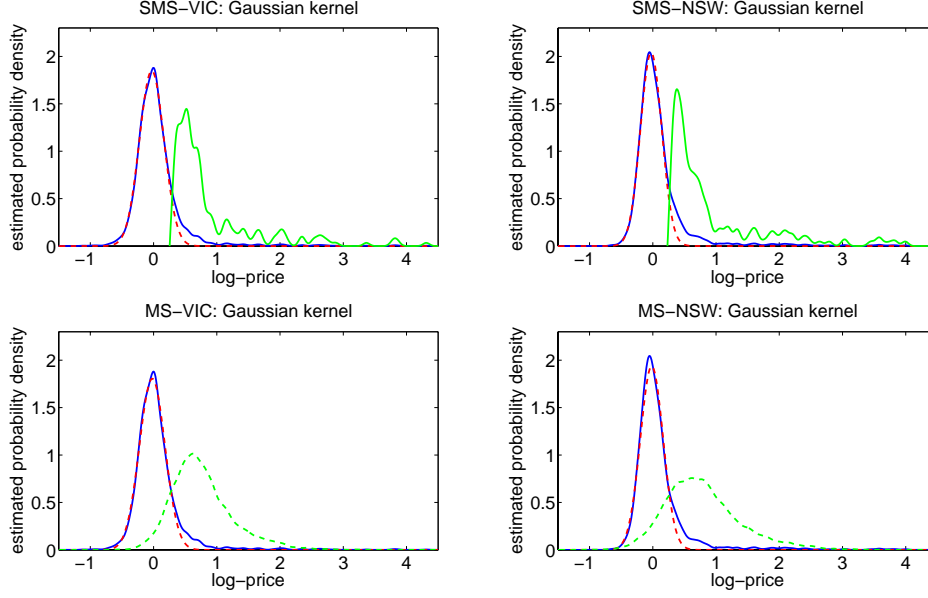 SMS−VIC: Gaussian kernel
estimated probability density
2
1.5
1
0.5
0
−1 0 1 2 3 4
log−price
SMS−NSW: Gaussian kernel
estimated probability density
2
1.5
1
0.5
0
−1 0 1 2 3 4
log−price
MS−VIC: Gaussian kernel
estimated probability density
2
1.5
1
0.5
0
−1 0 1 2 3 4
log−price
MS−NSW: Gaussian kernel
estimated probability density
2
1.5
1
0.5
0
−1 0 1 2 3 4
log−price